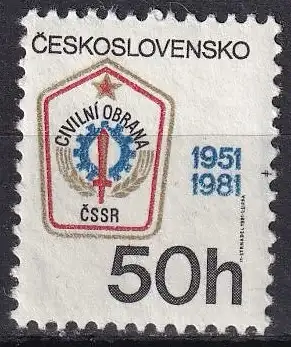 ČESKOSLOVENSKO
CIVILNÍ OBRANA
ČSSR
1951
1981
50h